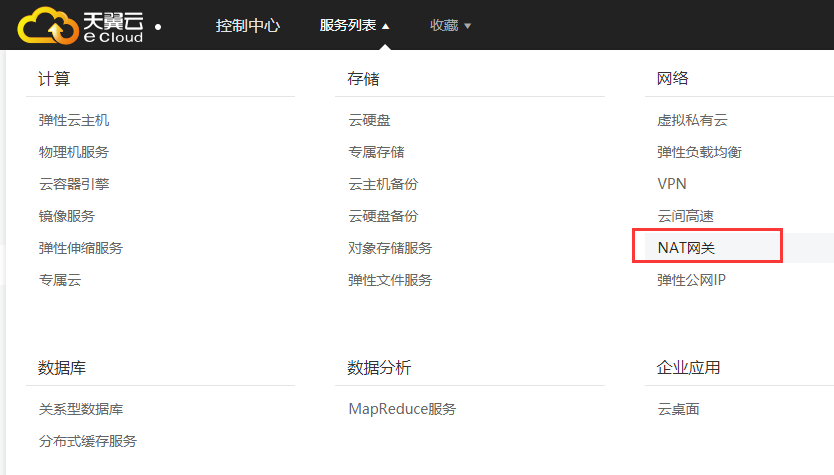 天翼云
e Cloud
控制中心
服务列表
收藏
计算
弹性云主机
物理机服务
云容器引擎
镜像服务
弹性伸缩服务
专属云
存储
云硬盘
专属存储
云主机备份
云硬盘备份
对象存储服务
弹性文件服务
网络
虚拟私有云
弹性负载均衡
VPN
云间高速
NAT网关
弹性公网IP
数据库
关系型数据库
分布式缓存服务
数据分析
MapReduce服务
企业应用
云桌面